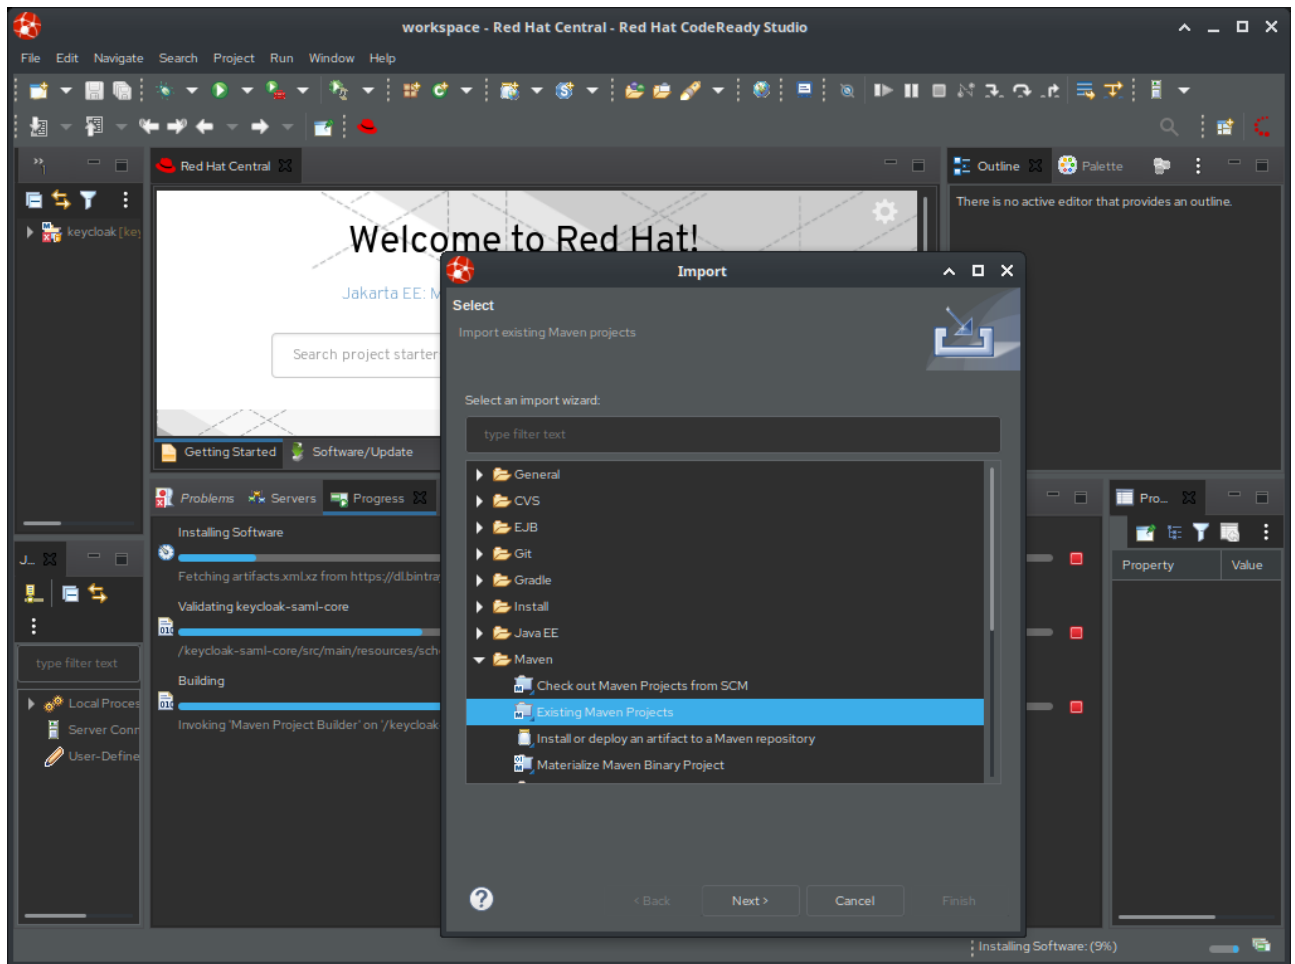 workspace - Red Hat Central - Red Hat CodeReady Studio
File Edit Navigate Search Project Run Window Help
Red Hat Central
Outline
Palette
keycloak [key
Welcome to Red Hat!
Jakarta EE: M
Search project starter
Getting Started
Software/Update
There is no active editor that provides an outline.
Problems
Servers
Progress
Installing Software
Fetching artifacts.xml.xz from https://dl.bintra
Validating keycloak-saml-core
/keycloak-saml-core/src/main/resources/sch
Building
Invoking 'Maven Project Builder' on '/keycloak
J...
type filter text
Local Proces
Server Conn
User-Define
Pro...
Property
Value
Import
Select
Import existing Maven projects
Select an import wizard:
type filter text
General
CVS
EJB
Git
Gradle
Install
Java EE
Maven
Check out Maven Projects from SCM
Existing Maven Projects
Install or deploy an artifact to a Maven repository
Materialize Maven Binary Project
?
< Back
Next >
Cancel
Finish
Installing Software: (9%)